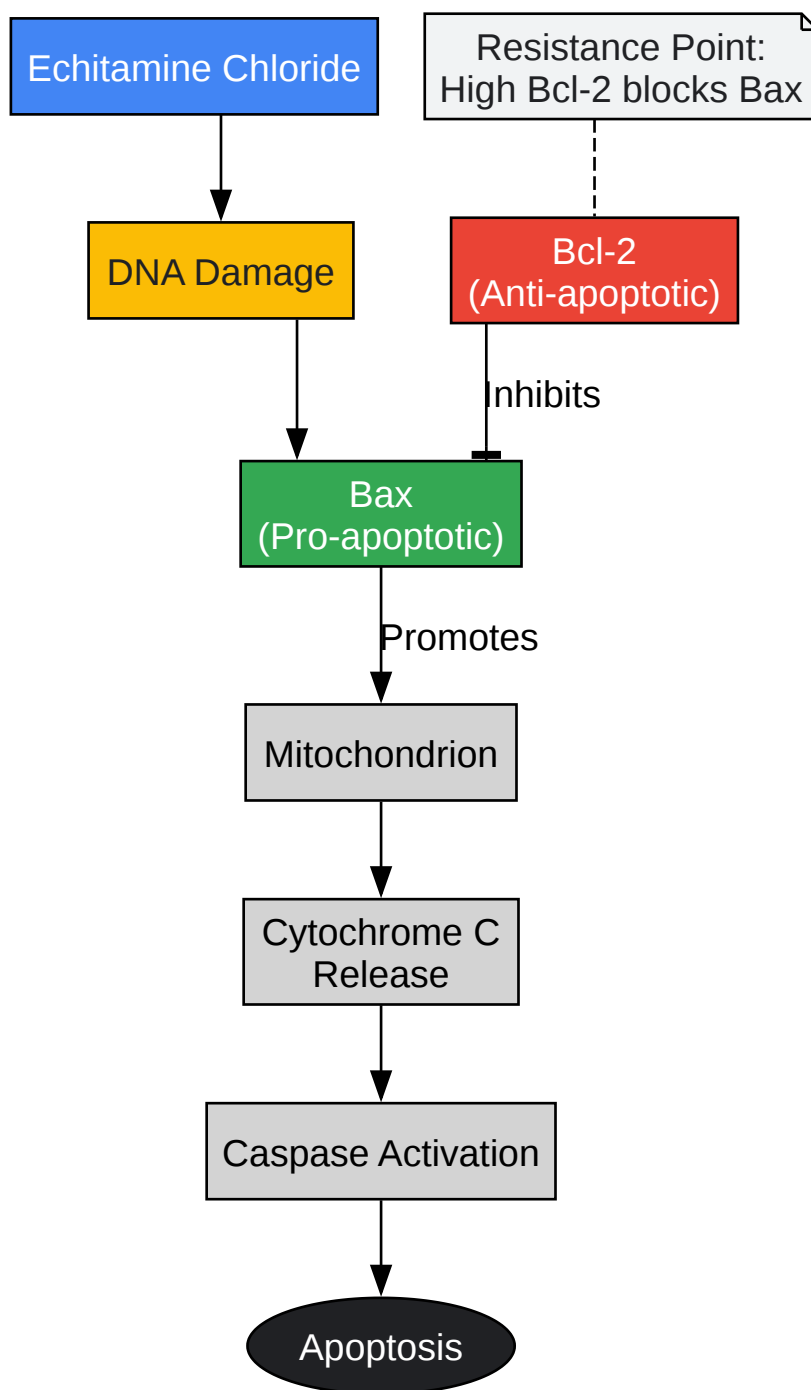 Echitamine Chloride
Resistance Point:
High Bcl-2 blocks Bax
DNA Damage
Bcl-2
(Anti-apoptotic)
Inhibits
Bax
(Pro-apoptotic)
Promotes
Mitochondrion
Cytochrome C
Release
Caspase Activation
Apoptosis